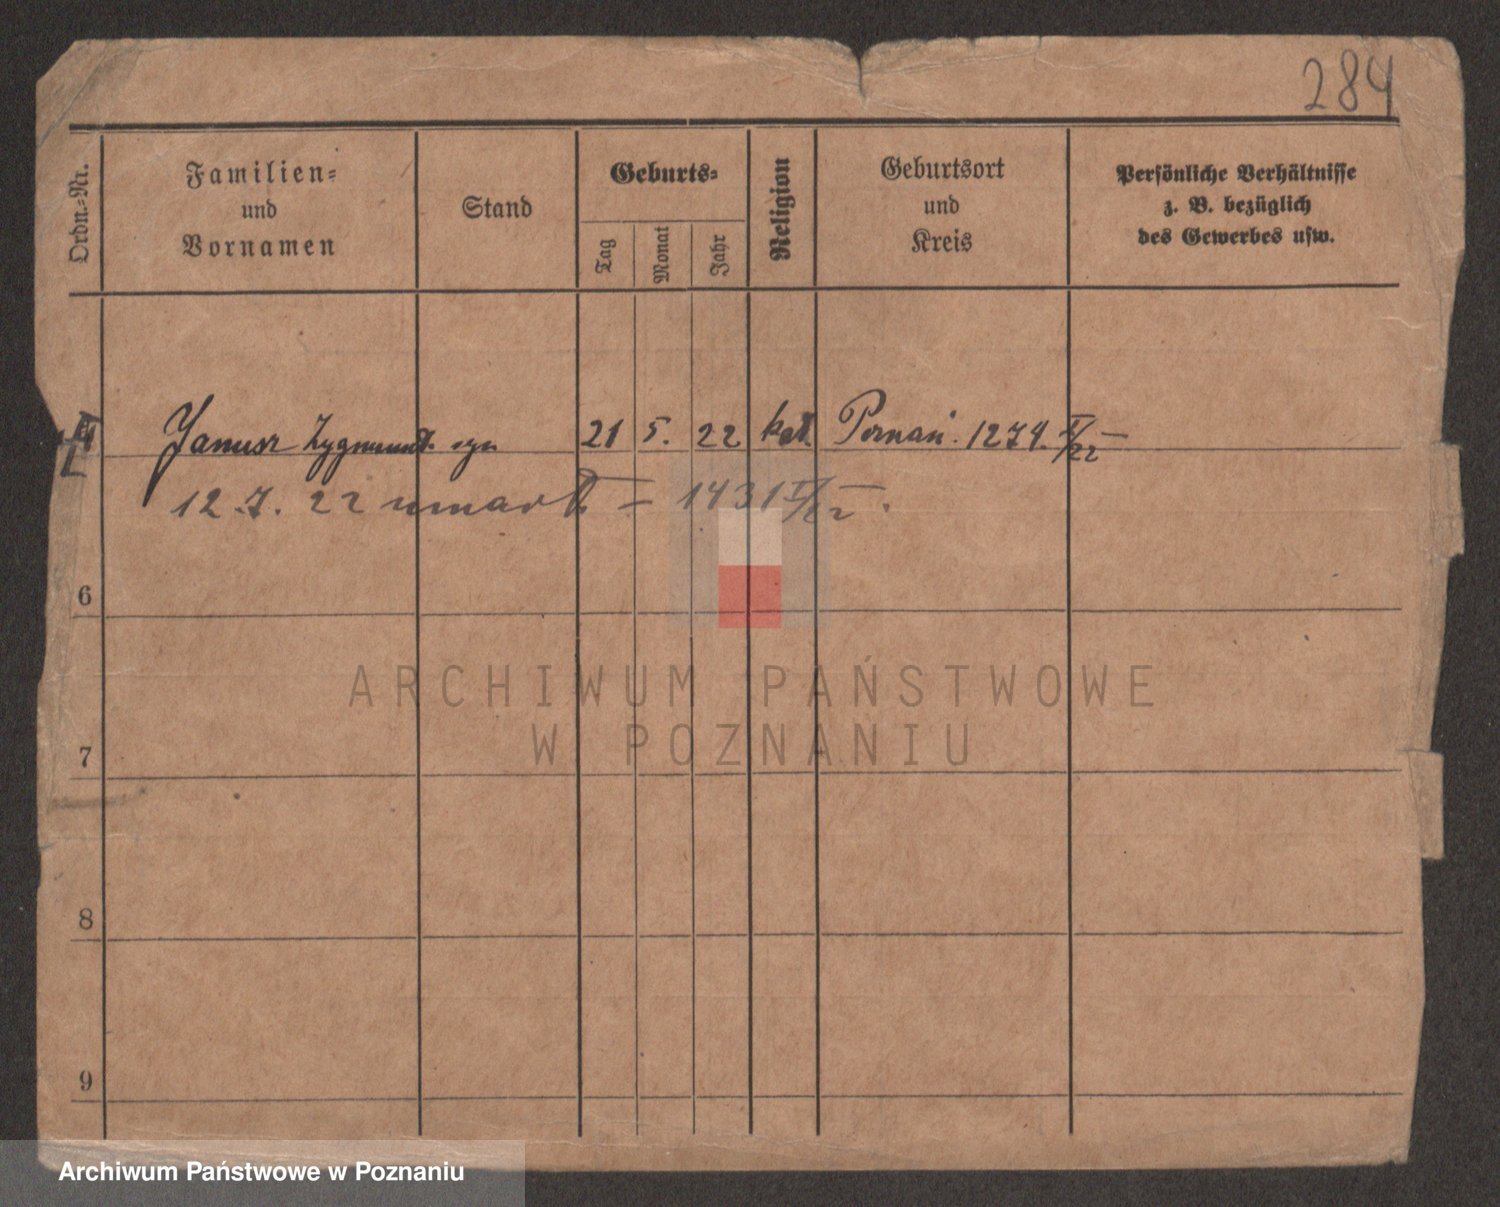 284
Ordn.-Nr.
Familien-
und
Vornamen
Stand
Geburts-
Tag
Monat
Jahr
Religion
Geburtsort
und
Kreis
Persönliche Verhältnisse
z. B. bezüglich
des Gewerbes usw.
Janusz Zygmunt syn 21 5. 22 kat. Poznań. 1274. I/22
12.7.22 umarł = 1431 I/22.
6
ARCHIWUM PAŃSTWOWE
W POZNANIU
7
8
9
Archiwum Państwowe w Poznaniu